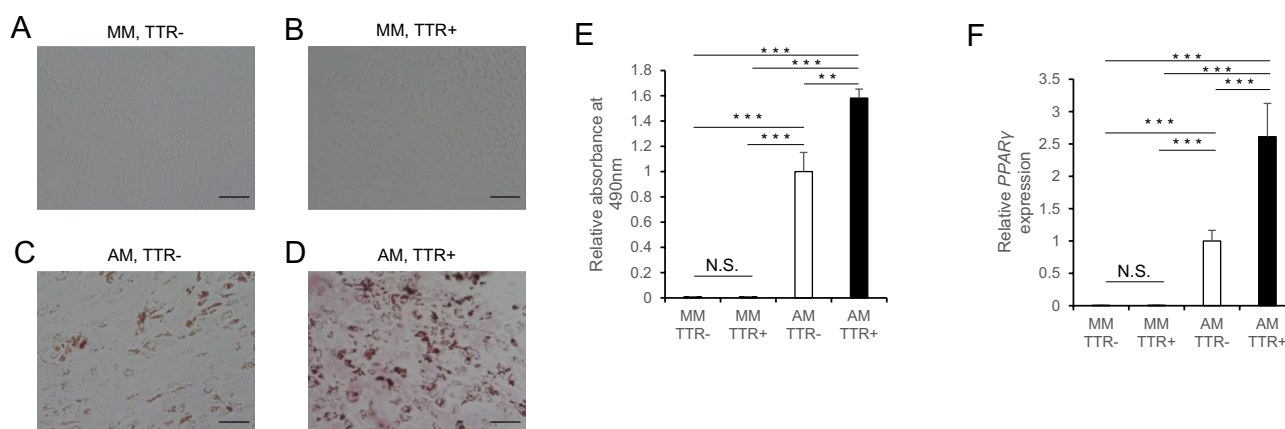 A
MM, TTR-
B
MM, TTR+
C
AM, TTR-
D
AM, TTR+
E
Relative absorbance at
490nm
1.8
1.6
1.4
1.2
1
0.8
0.6
0.4
0.2
0
* * *
* * *
* *
* * *
* * *
N.S.
MM
TTR-
MM
TTR+
AM
TTR-
AM
TTR+
F
Relative PPARγ
expression
3.5
3
2.5
2
1.5
1
0.5
0
* * *
* * *
* * *
* * *
* * *
N.S.
MM
TTR-
MM
TTR+
AM
TTR-
AM
TTR+